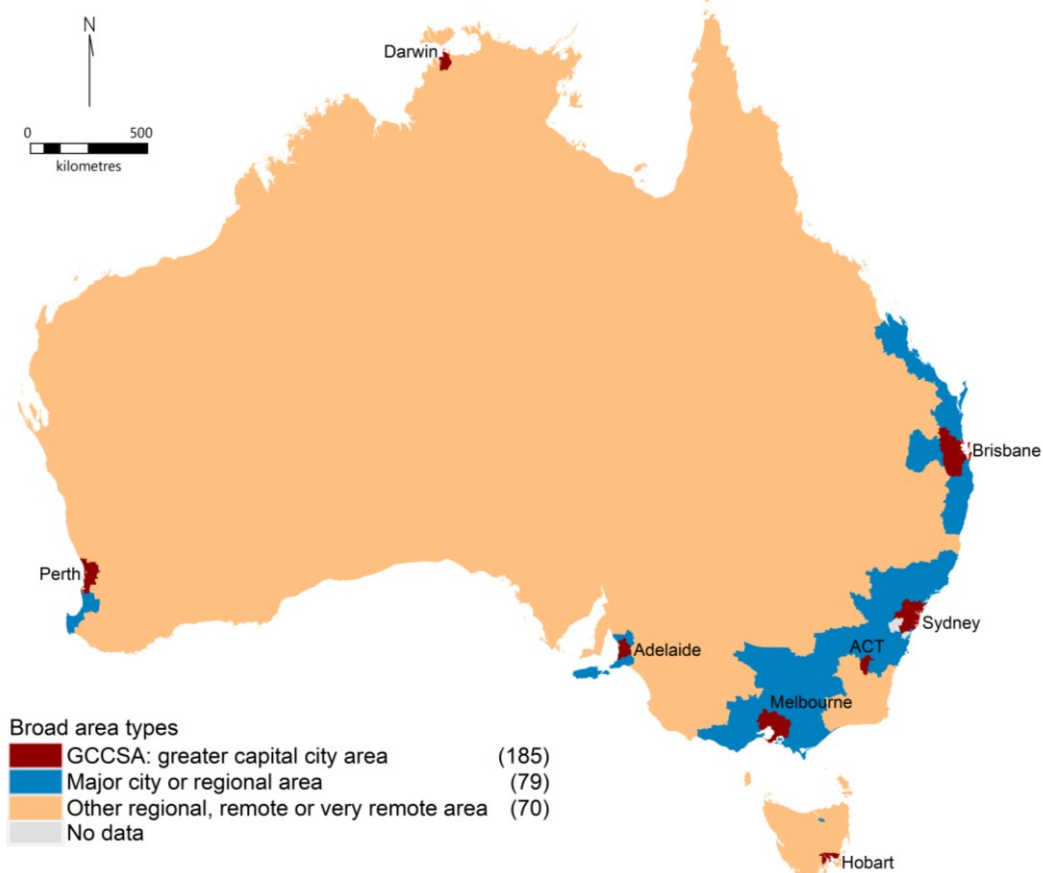 N
Darwin
0 500
kilometres
Brisbane
Perth
Sydney
ACT
Adelaide
Melbourne
Broad area types
GCCSA: greater capital city area (185)
Major city or regional area (79)
Other regional, remote or very remote area (70)
No data
Hobart